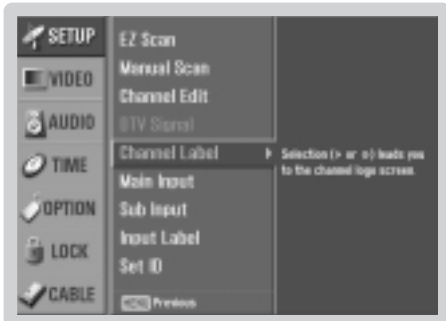 SETUP
VIDEO
AUDIO
TIME
OPTION
LOCK
CABLE
EZ Scan
Manual Scan
Channel Edit
DTV Signal
Channel Label
Main Input
Sub Input
Input Label
Set ID
MENU Previous
Selection (> or ⊙) leads you
to the channel logo screen.